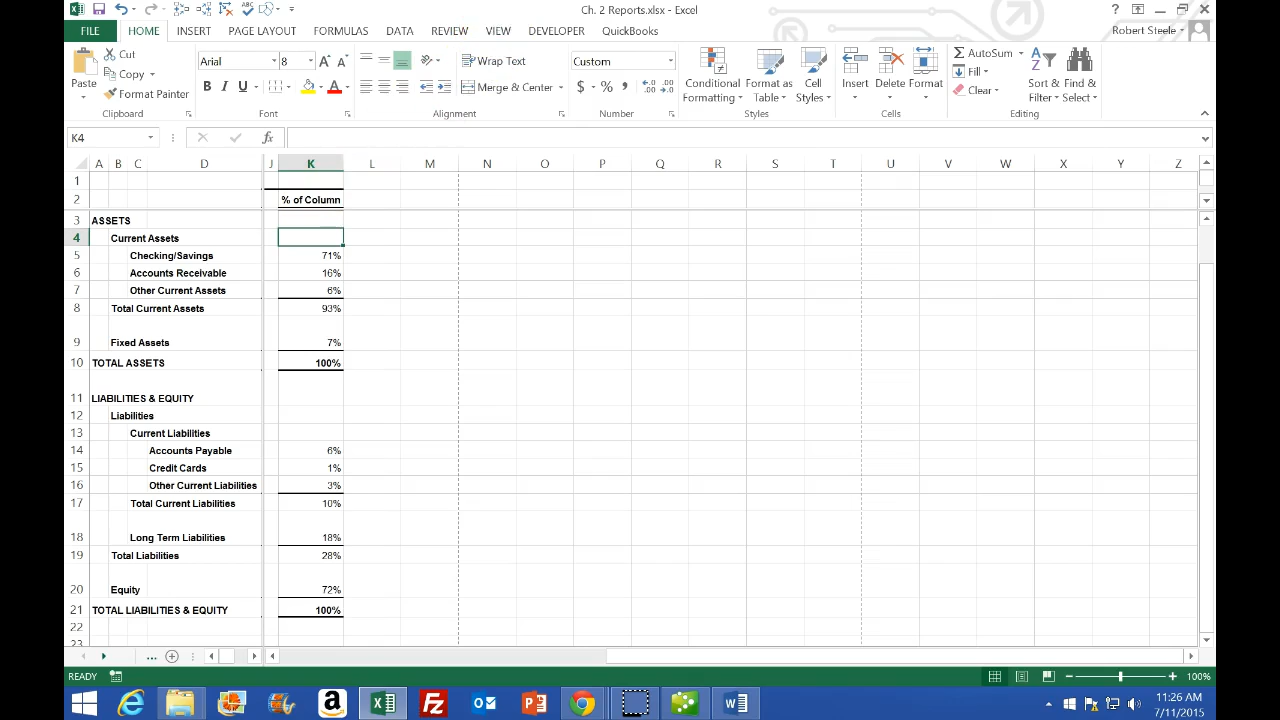 Ch. 2 Reports.xlsx - Excel
FILE HOME INSERT PAGE LAYOUT FORMULAS DATA REVIEW VIEW DEVELOPER QuickBooks Robert Steele
Cut Arial 8 Wrap Text Custom AutoSum
Copy Fill
Paste Format Painter B I U A Merge & Center $ % , Conditional Formatting Format as Table Cell Styles Insert Delete Format Clear Sort & Filter Find & Select
Clipboard Font Alignment Number Styles Cells Editing
K4 fx
A B C D J K L M N O P Q R S T U V W X Y Z
1
2 % of Column
3 ASSETS
4 Current Assets
5 Checking/Savings 71%
6 Accounts Receivable 16%
7 Other Current Assets 6%
8 Total Current Assets 93%
9 Fixed Assets 7%
10 TOTAL ASSETS 100%
11 LIABILITIES & EQUITY
12 Liabilities
13 Current Liabilities
14 Accounts Payable 6%
15 Credit Cards 1%
16 Other Current Liabilities 3%
17 Total Current Liabilities 10%
18 Long Term Liabilities 18%
19 Total Liabilities 28%
20 Equity 72%
21 TOTAL LIABILITIES & EQUITY 100%
22
23
...
READY 100%
11:26 AM
7/11/2015